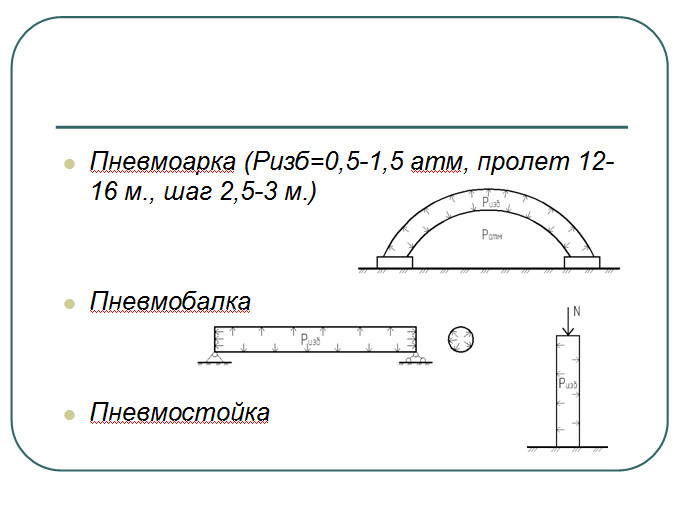 Пневмоарка (Ризб=0,5-1,5 атм, пролет 12-
16 м., шаг 2,5-3 м.)
Ризб
Ратм
Пневмобалка
N
Ризб
Ризб
Пневмостойка